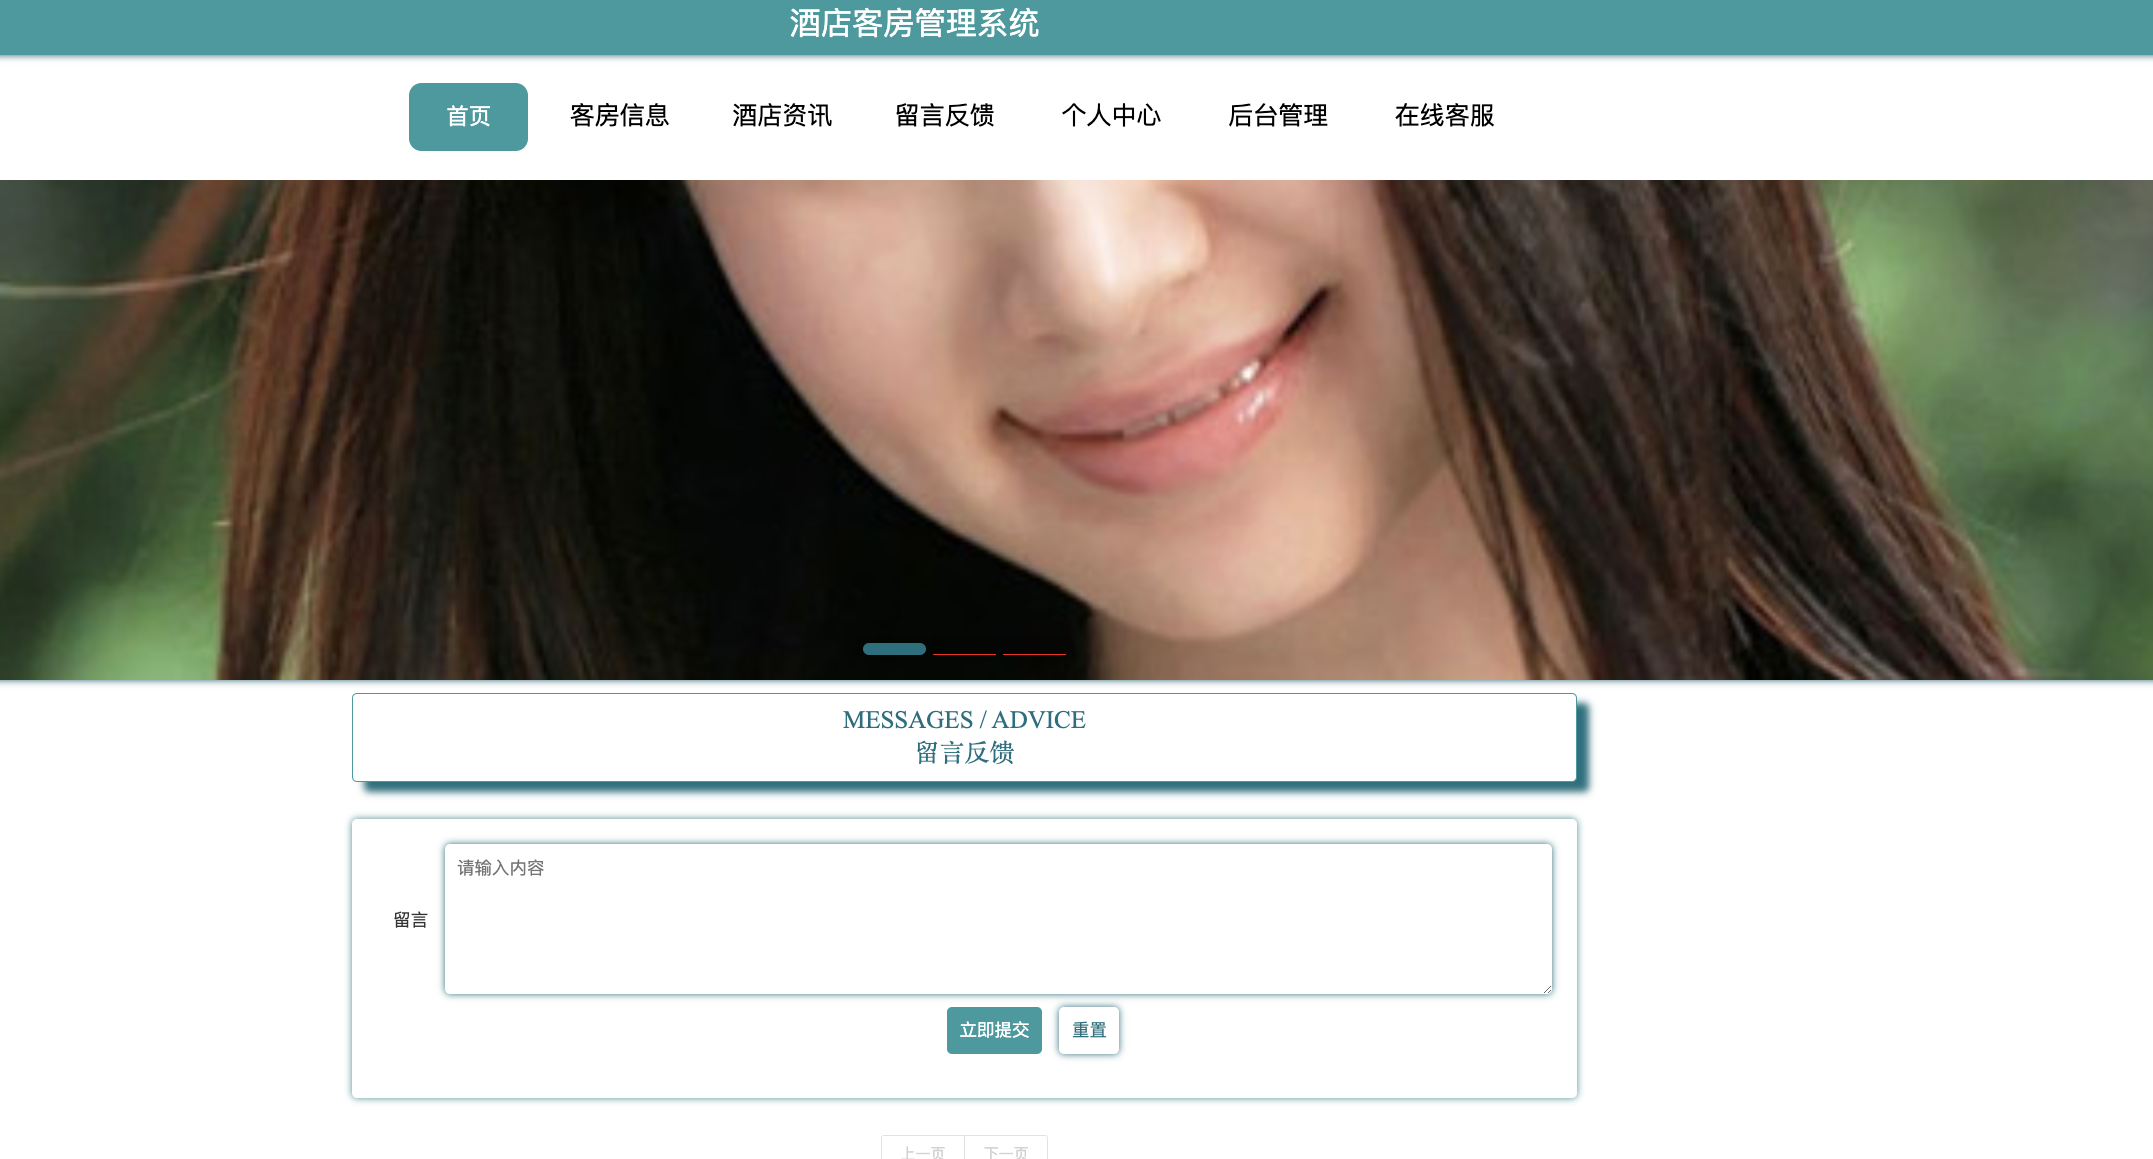 酒店客房管理系统
首页 客房信息 酒店资讯 留言反馈 个人中心 后台管理 在线客服
MESSAGES / ADVICE
留言反馈
请输入内容
留言
立即提交 重置
上一页 下一页